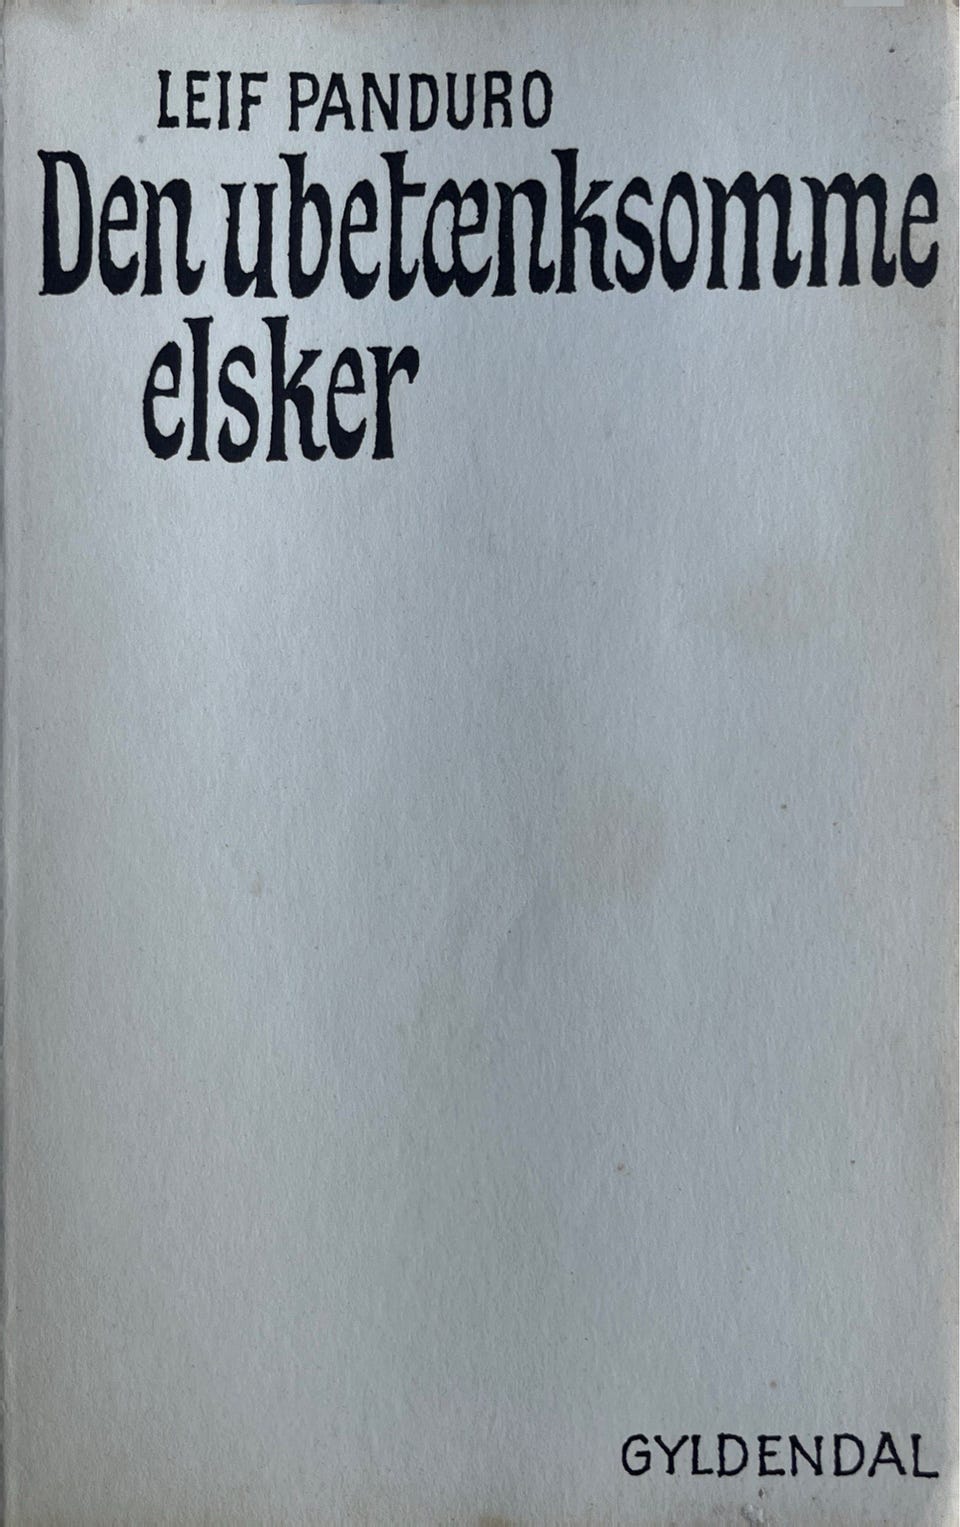 LEIF PANDURO
Den ubetænksomme
elsker
GYLDENDAL